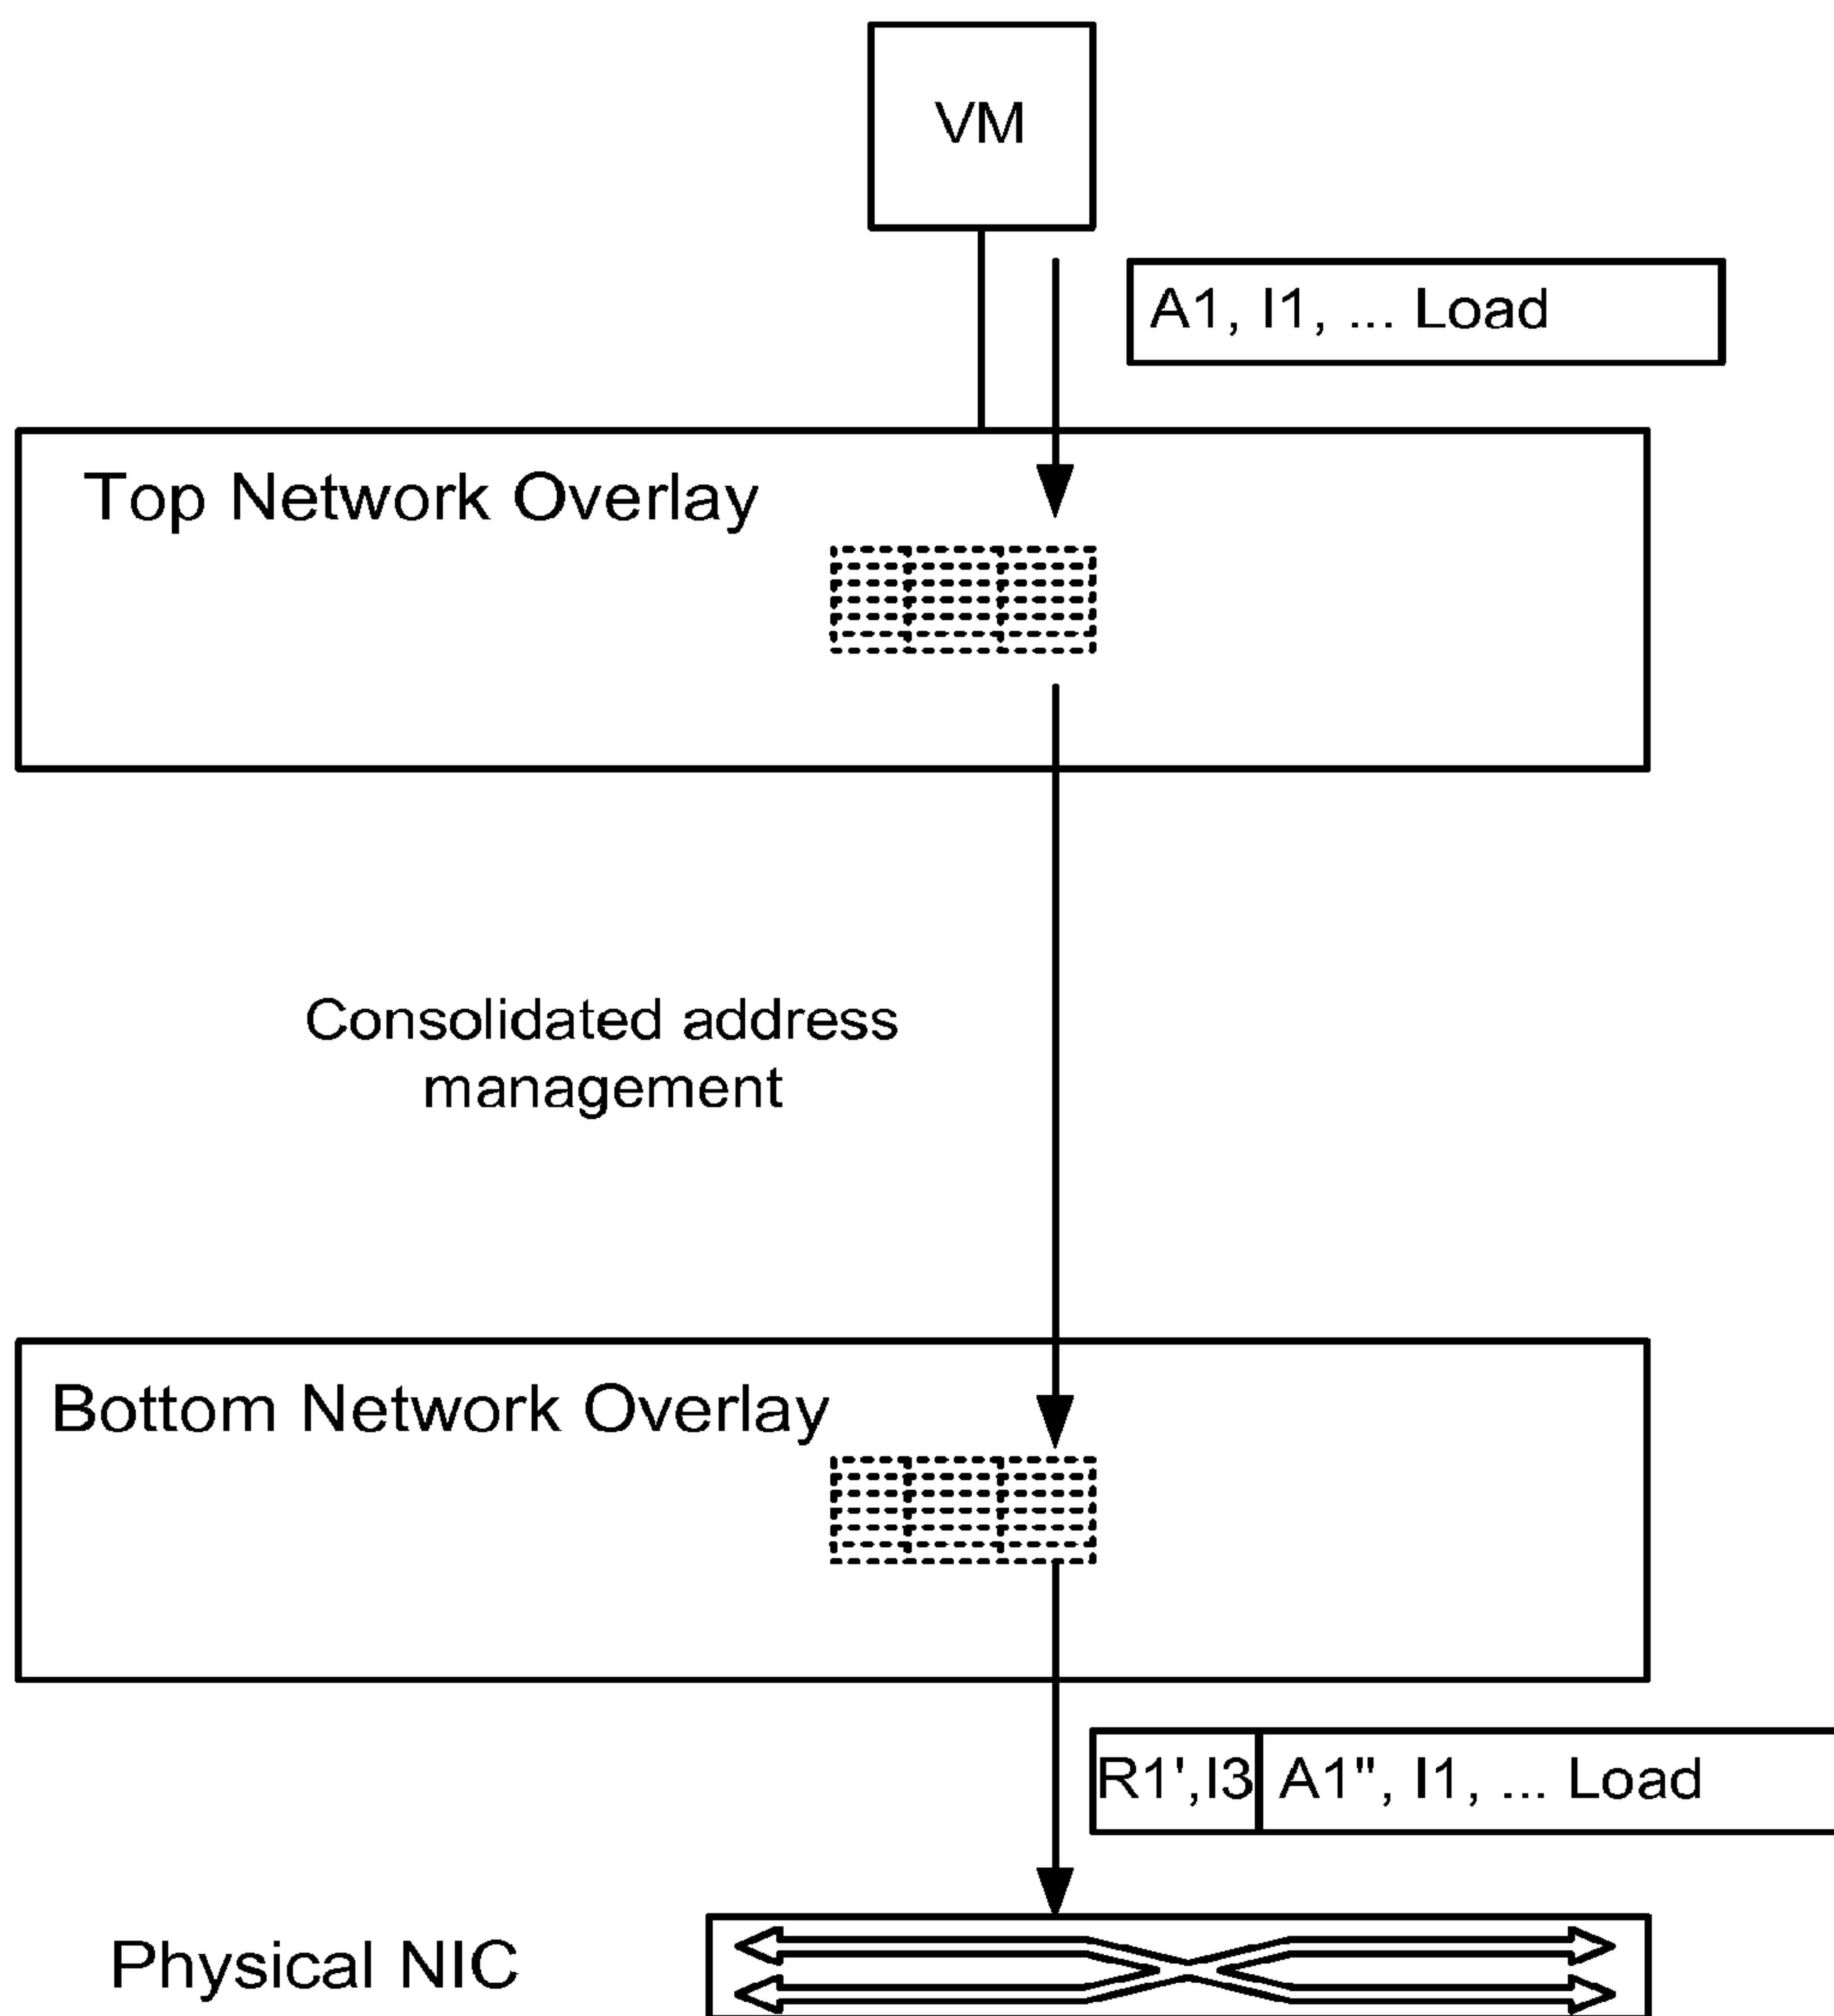 VM
A1, I1, ... Load
Top Network Overlay
Consolidated address
management
Bottom Network Overlay
R1',I3 A1", I1, ... Load
Physical NIC